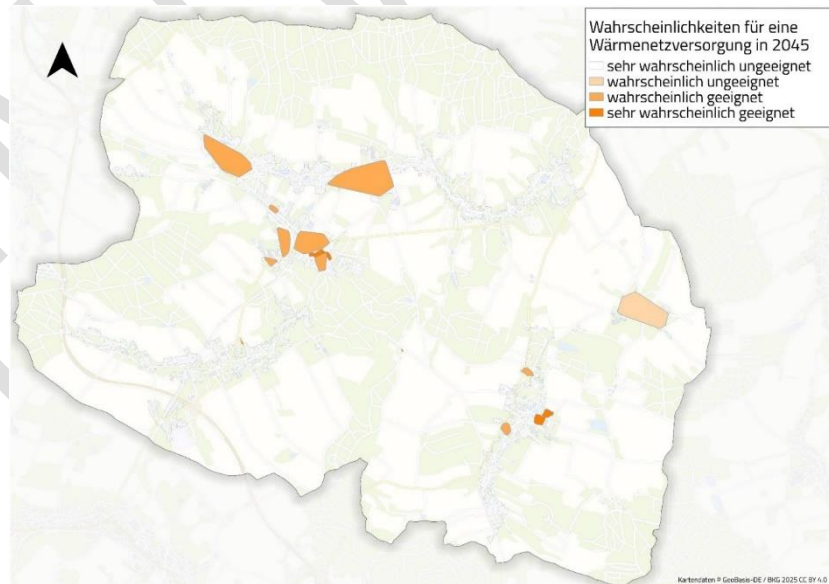 Wahrscheinlichkeiten für eine
Wärmenetzversorgung in 2045
sehr wahrscheinlich ungeeignet
wahrscheinlich ungeeignet
wahrscheinlich geeignet
sehr wahrscheinlich geeignet
Kartendaten © GeoBasis-DE / BKG 2025 CC BY 4.0